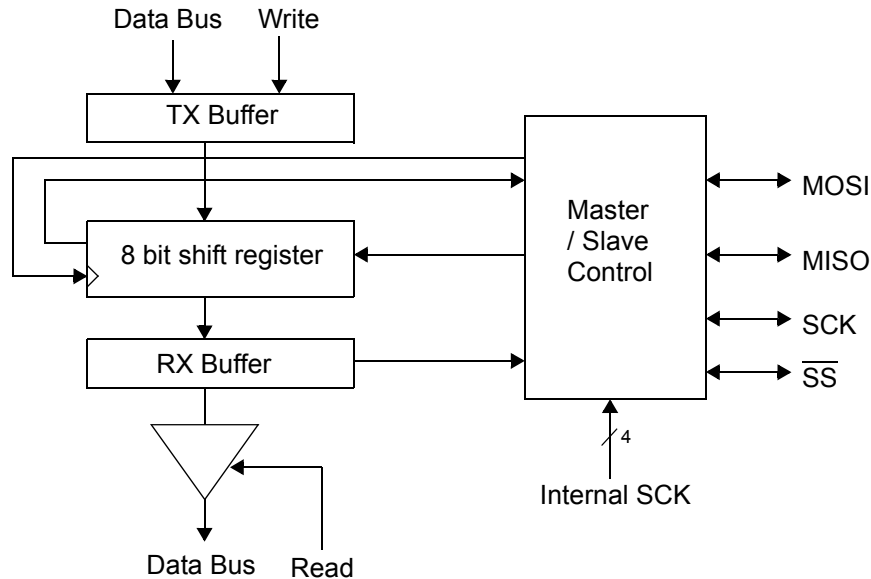 Data Bus
Write
TX Buffer
Master
/ Slave
Control
8 bit shift register
RX Buffer
MOSI
MISO
SCK
SS
4
Internal SCK
Data Bus
Read